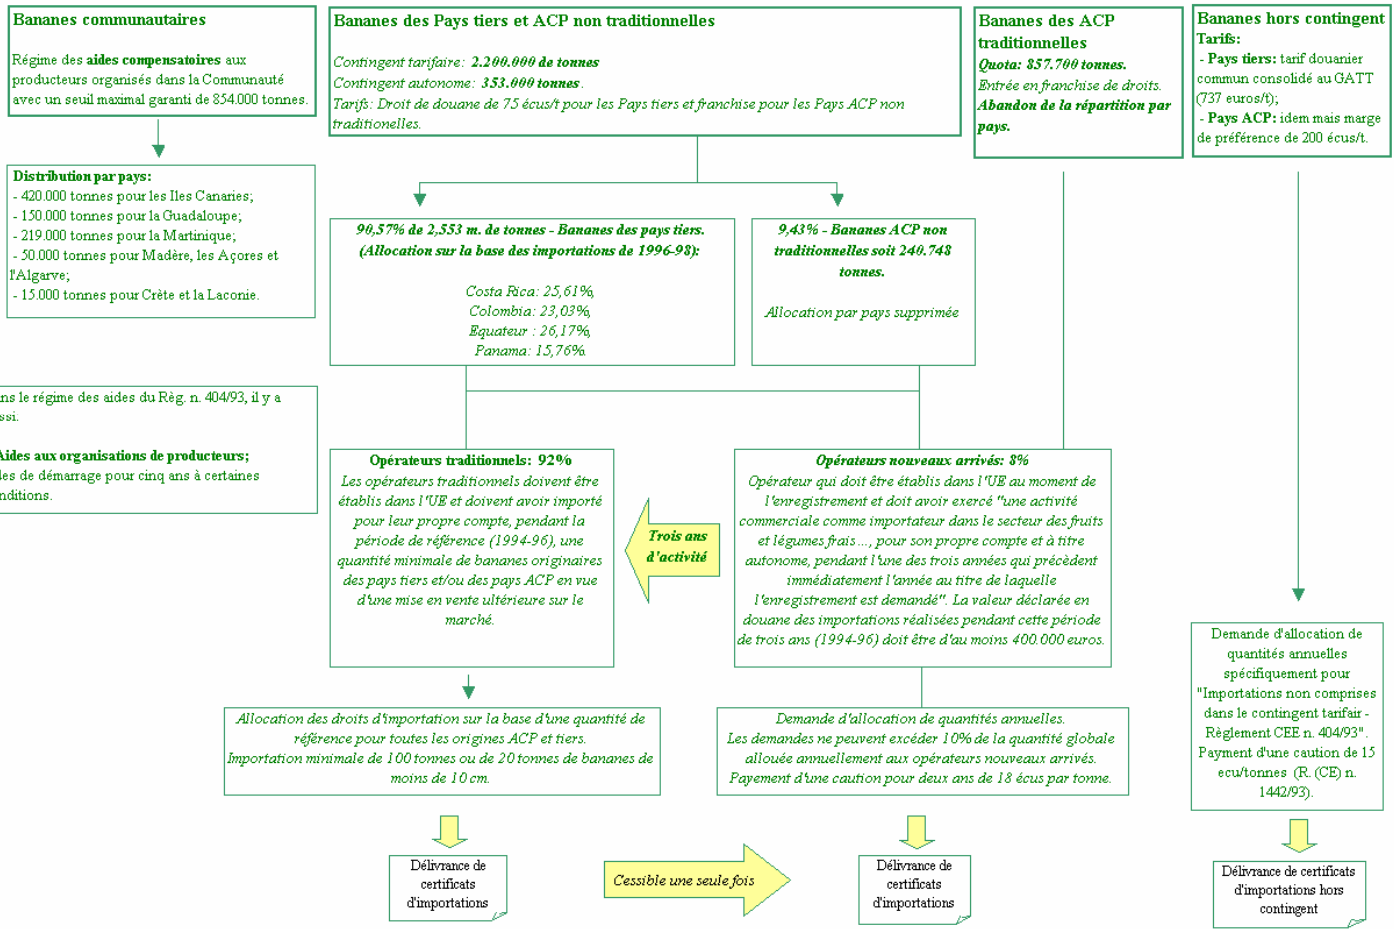 Bananes communautaires
Régime des aides compensatoires aux
producteurs organisés dans la Communauté
avec un seuil maximal garanti de 854.000 tonnes.
Bananes des Pays tiers et ACP non traditionnelles
Contingent tarifaire: 2.200.000 de tonnes
Contingent autonome: 353.000 tonnes.
Tarifs: Droit de douane de 75 écus/t pour les Pays tiers et franchise pour les Pays ACP non
traditionelles.
Bananes des ACP
traditionnelles
Quota: 857.700 tonnes.
Entrée en franchise de droits.
Abandon de la répartition par
pays.
Bananes hors contingent
Tarifs:
- Pays tiers: tarif douanier
commun consolidé au GATT
(737 euros/t);
- Pays ACP: idem mais marge
de préférence de 200 écus/t.
Distribution par pays:
- 420.000 tonnes pour les Iles Canaries;
- 150.000 tonnes pour la Guadaloupe;
- 219.000 tonnes pour la Martinique;
- 50.000 tonnes pour Madère, les Açores et
l'Algarve;
- 15.000 tonnes pour Crète et la Laconie.
90,57% de 2,553 m. de tonnes - Bananes des pays tiers.
(Allocation sur la base des importations de 1996-98):
Costa Rica: 25,61%,
Colombia: 23,03%,
Equateur : 26,17%,
Panama: 15,76%.
9,43% - Bananes ACP non
traditionnelles soit 240.748
tonnes.
Allocation par pays supprimée
ns le régime des aides du Règ. n. 404/93, il y a
ssi.
Aides aux organisations de producteurs;
des de démarrage pour cinq ans à certaines
nditions.
Opérateurs traditionnels: 92%
Les opérateurs traditionnels doivent être
établis dans l'UE et doivent avoir importé
pour leur propre compte, pendant la
période de référence (1994-96), une
quantité minimale de bananes originaires
des pays tiers et/ou des pays ACP en vue
d'une mise en vente ultérieure sur le
marché.
Trois ans
d'activité
Opérateurs nouveaux arrivés: 8%
Opérateur qui doit être établis dans l'UE au moment de
l'enregistrement et doit avoir exercé "une activité
commerciale comme importateur dans le secteur des fruits
et légumes frais..., pour son propre compte et à titre
autonome, pendant l'une des trois années qui précèdent
immédiatement l'année au titre de laquelle
l'enregistrement est demandé". La valeur déclarée en
douane des importations réalisées pendant cette période
de trois ans (1994-96) doit être d'au moins 400.000 euros.
Demande d'allocation de
quantités annuelles
spécifiquement pour
"Importations non comprises
dans le contingent tarifair -
Règlement CEE n. 404/93".
Payment d'une caution de 15
ecu/tonnes (R. (CE) n.
1442/93).
Allocation des droits d'importation sur la base d'une quantité de
référence pour toutes les origines ACP et tiers.
Importation minimale de 100 tonnes ou de 20 tonnes de bananes de
moins de 10 cm.
Demande d'allocation de quantités annuelles.
Les demandes ne peuvent excéder 10% de la quantité globale
allouée annuellement aux opérateurs nouveaux arrivés.
Payement d'une caution pour deux ans de 18 écus par tonne.
Délivrance de
certificats
d'importations
Cessible une seule fois
Délivrance de
certificats
d'importations
Délivrance de certificats
d'importations hors
contingent